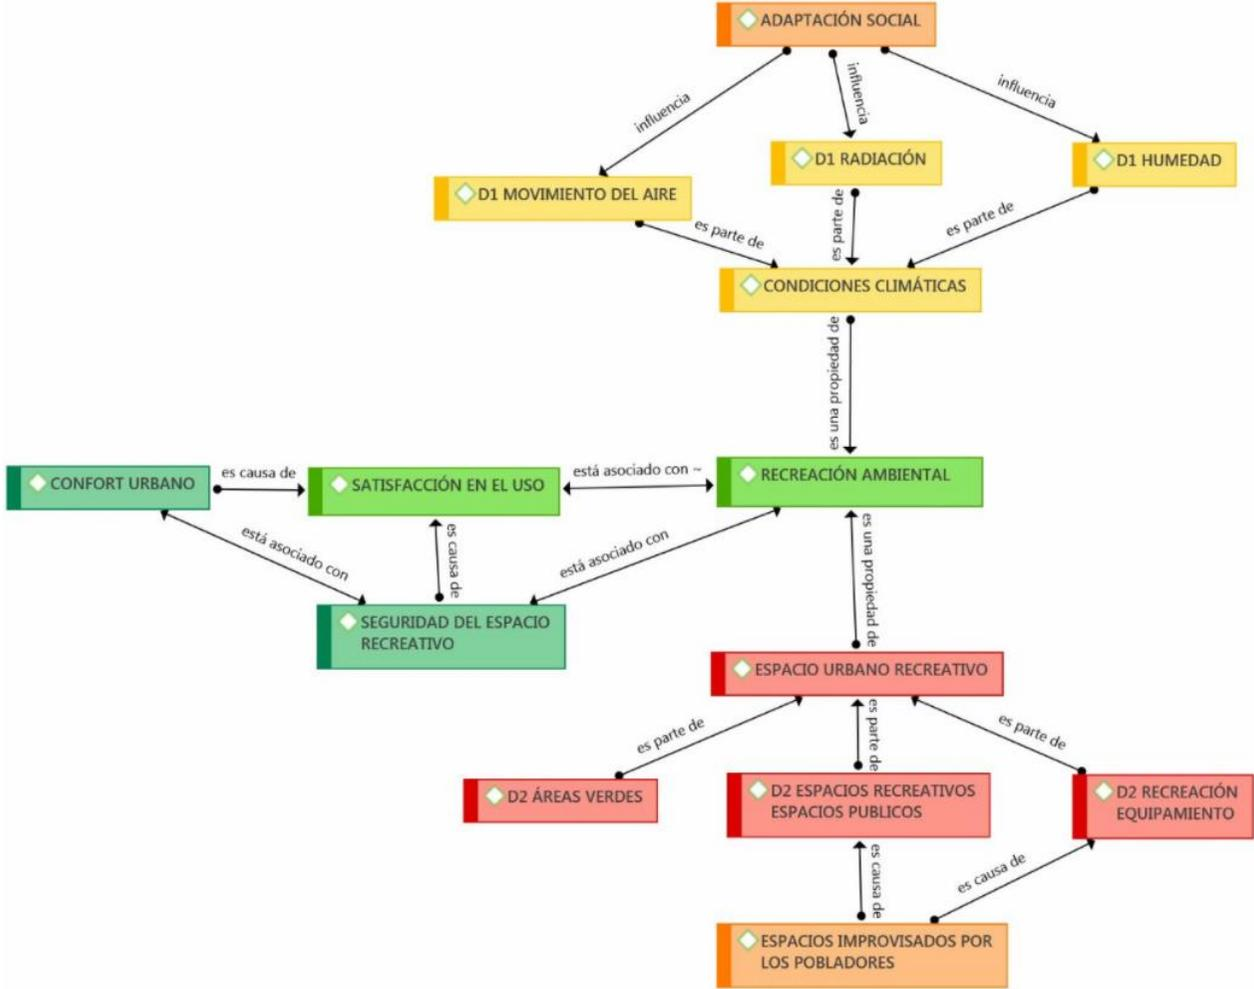 ADAPTACIÓN SOCIAL
influencia
influencia
influencia
D1 RADIACIÓN
D1 HUMEDAD
D1 MOVIMIENTO DEL AIRE
es parte de
es parte de
es parte de
CONDICIONES CLIMÁTICAS
es una propiedad de
CONFORT URBANO
es causa de
SATISFACCIÓN EN EL USO
está asociado con ~
RECREACIÓN AMBIENTAL
está asociado con
es causa de
está asociado con
es una propiedad de
SEGURIDAD DEL ESPACIO
RECREATIVO
ESPACIO URBANO RECREATIVO
es parte de
es parte de
es parte de
D2 ÁREAS VERDES
D2 ESPACIOS RECREATIVOS
ESPACIOS PUBLICOS
D2 RECREACIÓN
EQUIPAMIENTO
es causa de
es causa de
ESPACIOS IMPROVISADOS POR
LOS POBLADORES